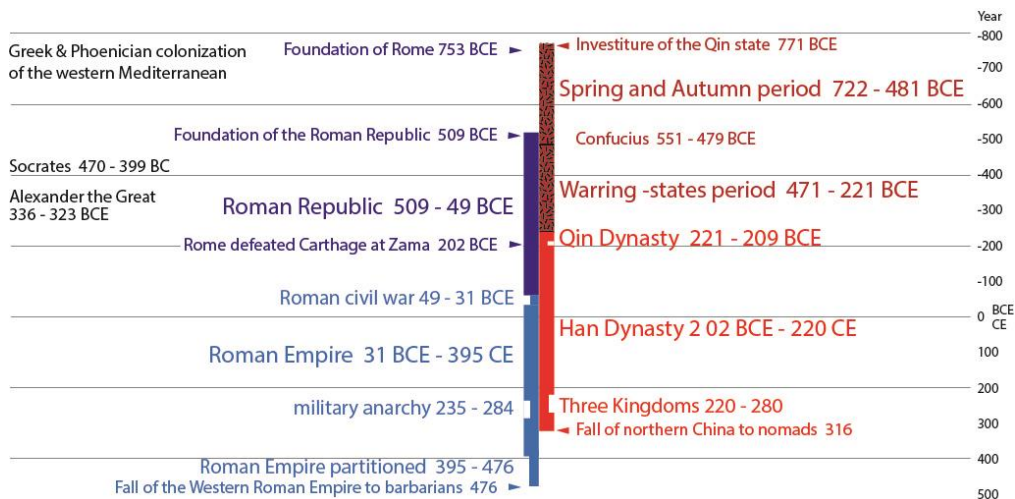 Year
-800
Greek & Phoenician colonization
of the western Mediterranean
Foundation of Rome 753 BCE
Investiture of the Qin state 771 BCE
-700
Spring and Autumn period 722 - 481 BCE
-600
Foundation of the Roman Republic 509 BCE
Confucius 551 - 479 BCE
-500
Socrates 470 - 399 BC
-400
Alexander the Great
336 - 323 BCE
Roman Republic 509 - 49 BCE
Warring -states period 471 - 221 BCE
-300
Rome defeated Carthage at Zama 202 BCE
Qin Dynasty 221 - 209 BCE
-200
-100
Roman civil war 49 - 31 BCE
Han Dynasty 2 02 BCE - 220 CE
0 BCE
CE
Roman Empire 31 BCE - 395 CE
100
200
military anarchy 235 - 284
Three Kingdoms 220 - 280
300
Fall of northern China to nomads 316
400
Roman Empire partitioned 395 - 476
Fall of the Western Roman Empire to barbarians 476
500